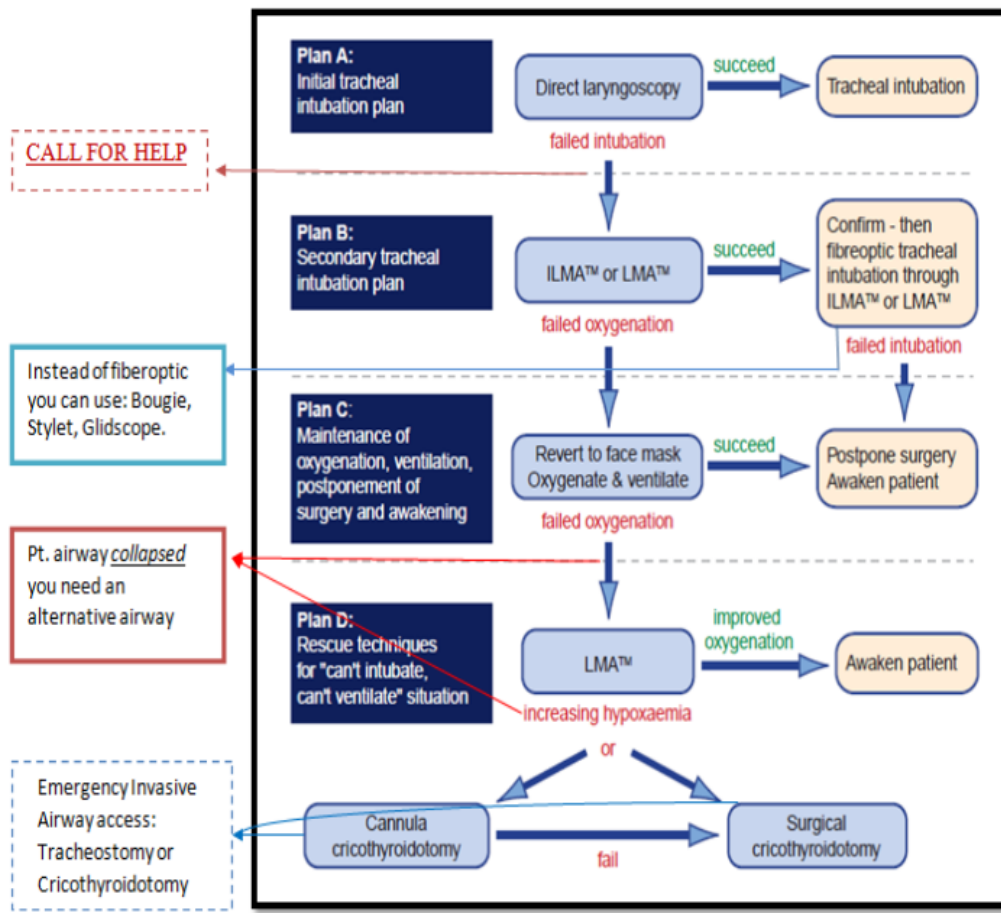 Plan A:
Initial tracheal
intubation plan
Direct laryngoscopy
succeed
Tracheal intubation
failed intubation
CALL FOR HELP
Plan B:
Secondary tracheal
intubation plan
ILMA™ or LMA™
succeed
Confirm - then
fibreoptic tracheal
intubation through
ILMA™ or LMA™
failed oxygenation
failed intubation
Instead of fiberoptic
you can use: Bougie,
Stylet, Glidscope.
Plan C:
Maintenance of
oxygenation, ventilation,
postponement of
surgery and awakening
Revert to face mask
Oxygenate & ventilate
succeed
Postpone surgery
Awaken patient
failed oxygenation
Pt. airway collapsed
you need an
alternative airway
Plan D:
Rescue techniques
for "can't intubate,
can't ventilate" situation
LMA™
improved
oxygenation
Awaken patient
increasing hypoxaemia
or
Emergency Invasive
Airway access:
Tracheostomy or
Cricothyroidotomy
Cannula
cricothyroidotomy
fail
Surgical
cricothyroidotomy